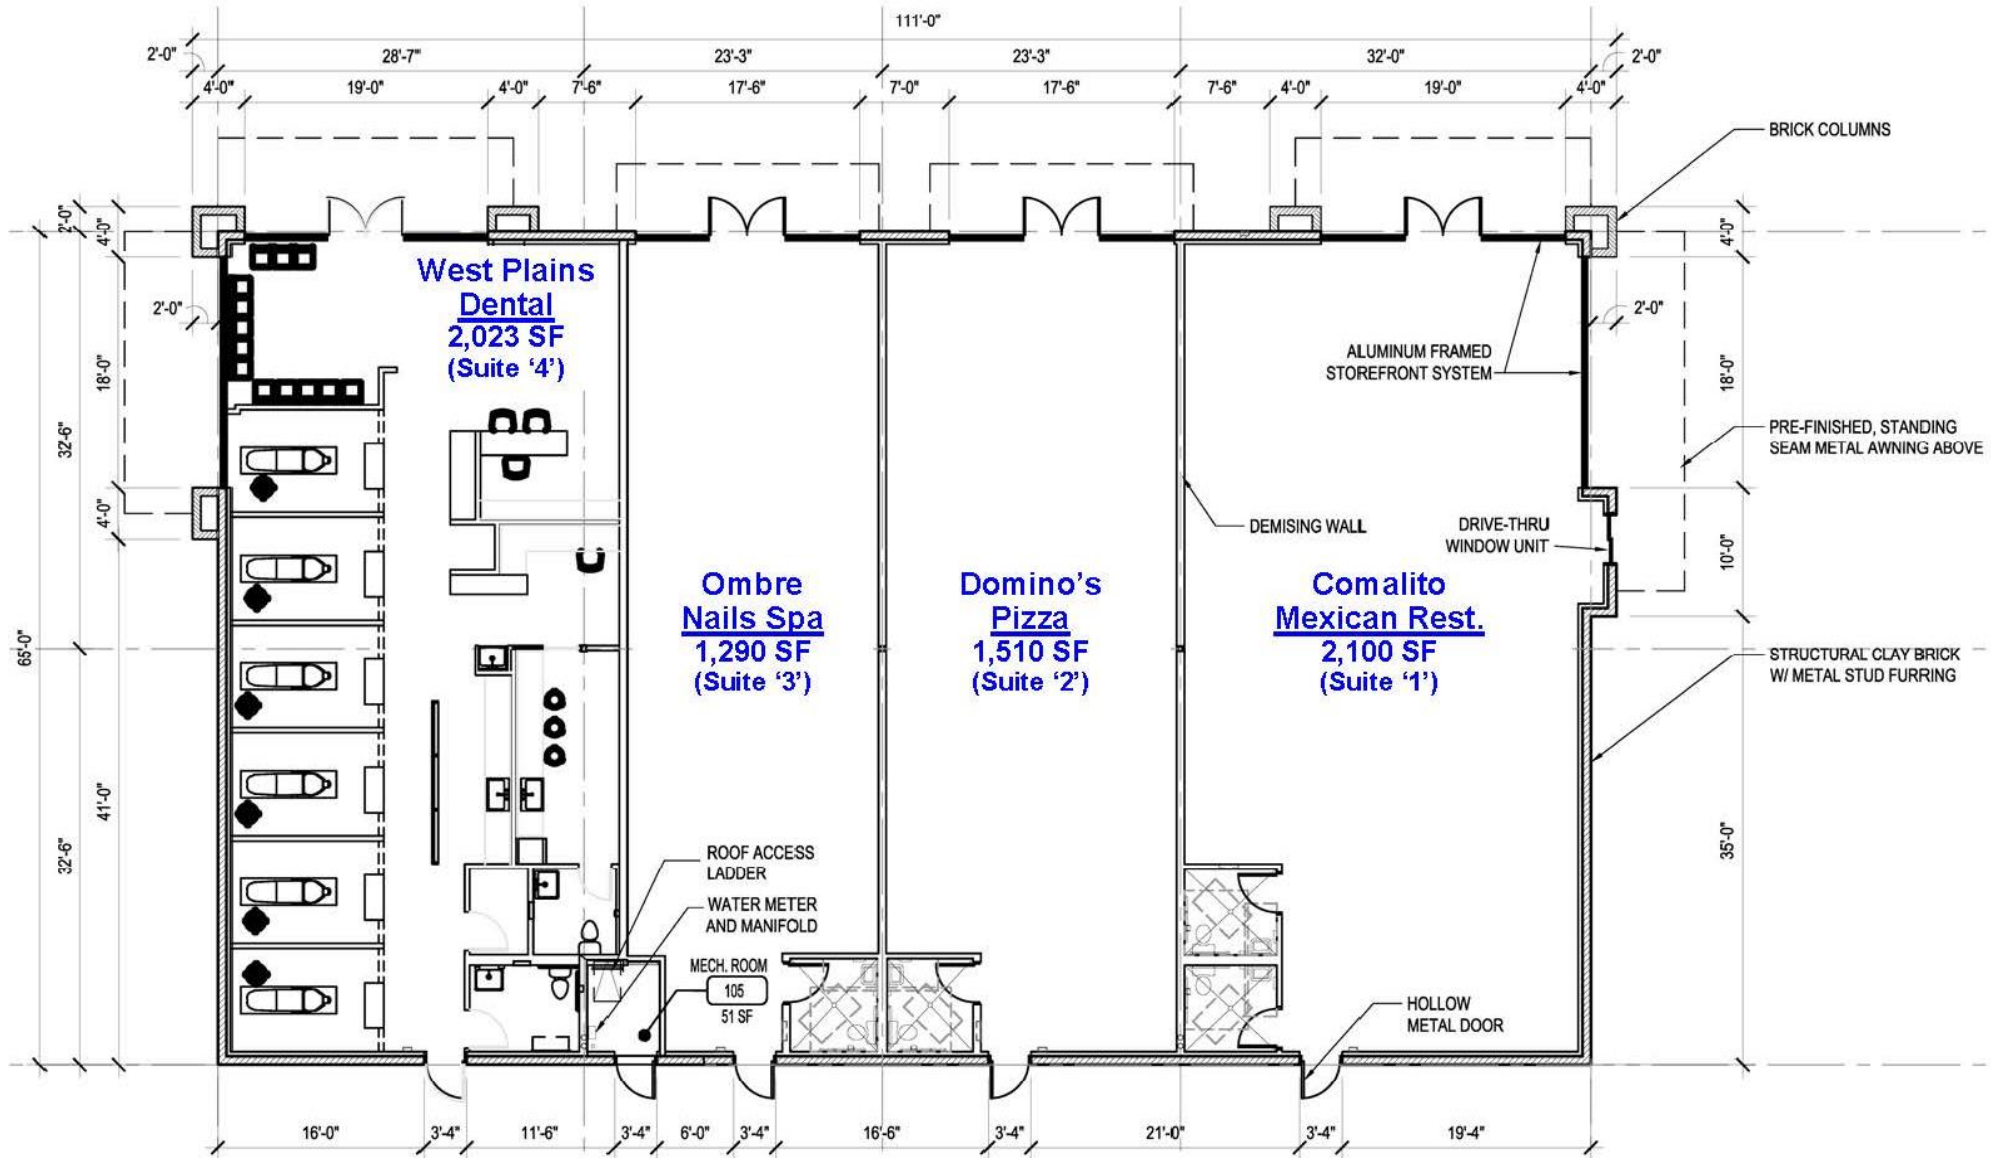 111'-0"
2'-0"
28'-7"
23'-3"
23'-3"
32'-0"
2'-0"
4'-0"
19'-0"
4'-0"
7'-6"
17'-6"
7'-0"
17'-6"
7'-6"
4'-0"
19'-0"
4'-0"
BRICK COLUMNS
2'-0"
4'-0"
4'-0"
West Plains
Dental
2,023 SF
(Suite ‘4’)
2'-0"
2'-0"
ALUMINUM FRAMED
STOREFRONT SYSTEM
18'-0"
18'-0"
32'-6"
PRE-FINISHED, STANDING
SEAM METAL AWNING ABOVE
4'-0"
DEMISING WALL
DRIVE-THRU
WINDOW UNIT
10'-0"
Ombre
Nails Spa
1,290 SF
(Suite ‘3’)
Domino’s
Pizza
1,510 SF
(Suite ‘2’)
Comalito
Mexican Rest.
2,100 SF
(Suite ‘1’)
65'-0"
STRUCTURAL CLAY BRICK
W/ METAL STUD FURRING
41'-0"
32'-6"
35'-0"
ROOF ACCESS
LADDER
WATER METER
AND MANIFOLD
MECH. ROOM
105
51 SF
HOLLOW
METAL DOOR
16'-0"
3'-4"
11'-6"
3'-4"
6'-0"
3'-4"
16'-6"
3'-4"
21'-0"
3'-4"
19'-4"